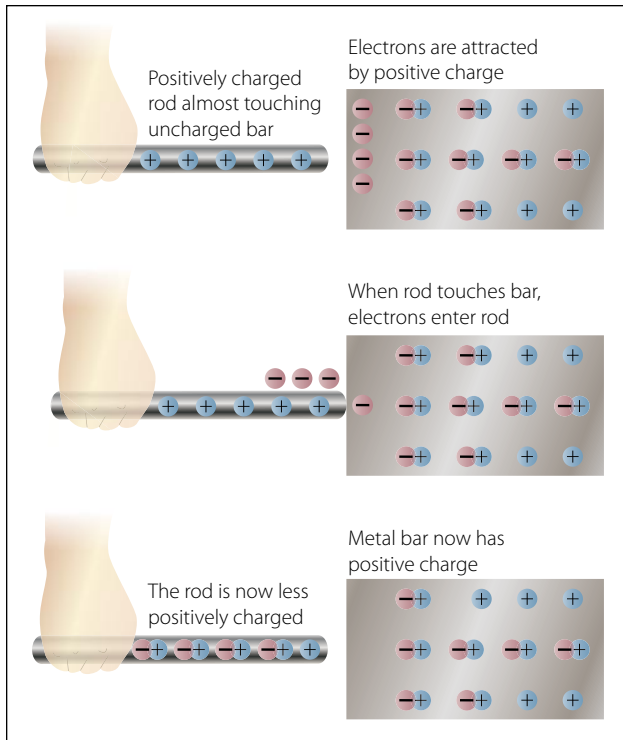 Positively charged
rod almost touching
uncharged bar
Electrons are attracted
by positive charge
When rod touches bar,
electrons enter rod
The rod is now less
positively charged
Metal bar now has
positive charge